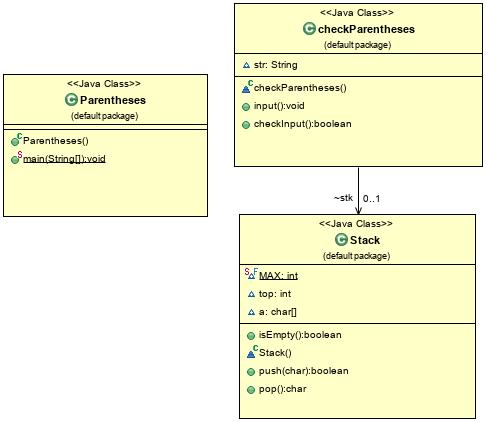 <<Java Class>>
C Parentheses
(default package)
C Parentheses()
S main(String[]):void
<<Java Class>>
C checkParentheses
(default package)
str: String
C checkParentheses()
input():void
checkInput():boolean
~stk 0..1
<<Java Class>>
C Stack
(default package)
S F MAX: int
top: int
a: char[]
isEmpty():boolean
C Stack()
push(char):boolean
pop():char